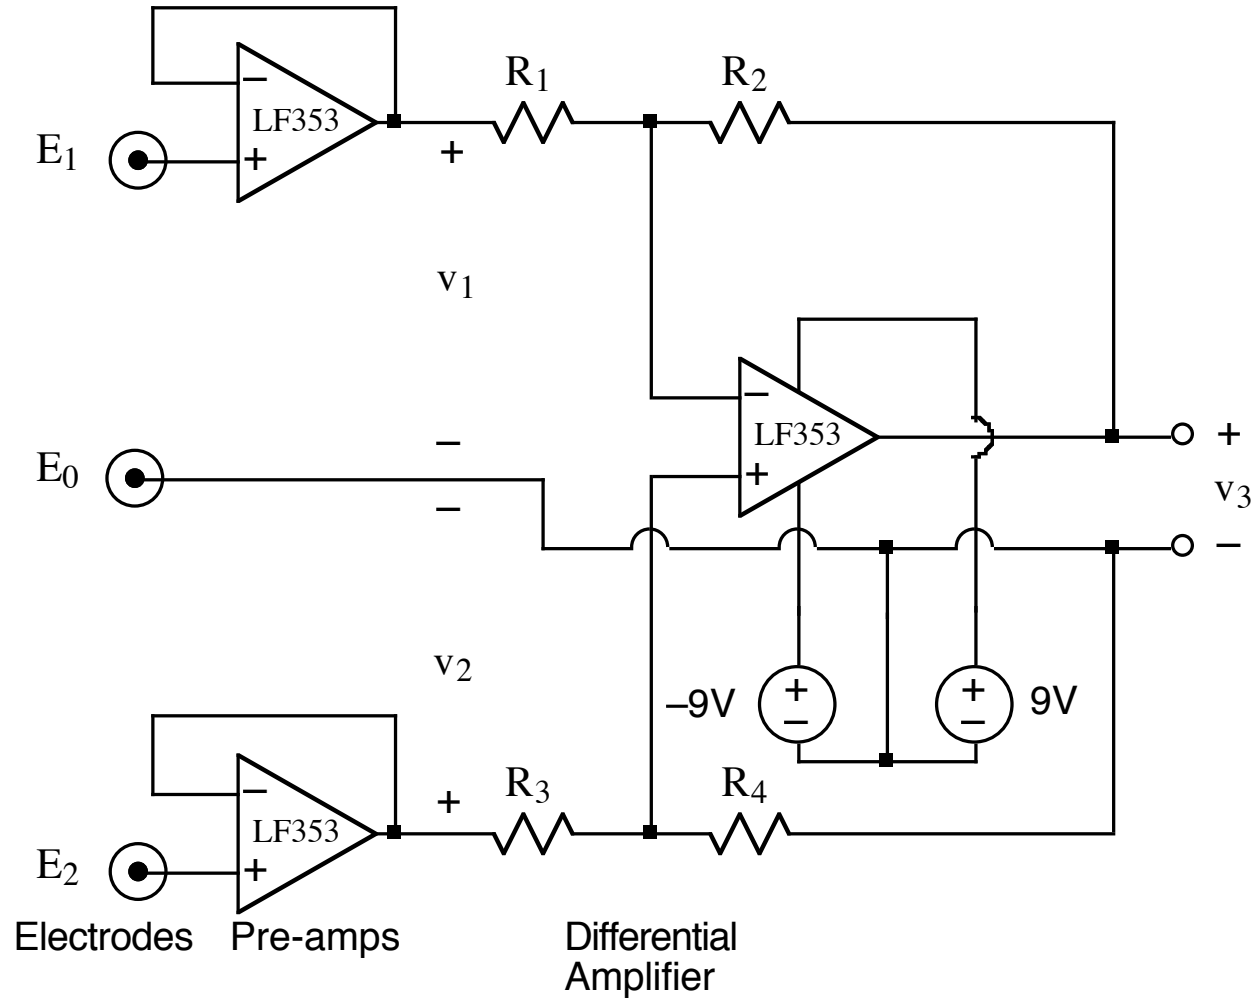 R1
R2
LF353
E1
−
+
+
v1
−
LF353
+
−
E0
−
+
v3
−
v2
−9V
+
−
+
−
9V
R3
R4
+
−
LF353
+
E2
Electrodes
Pre-amps
Differential
Amplifier